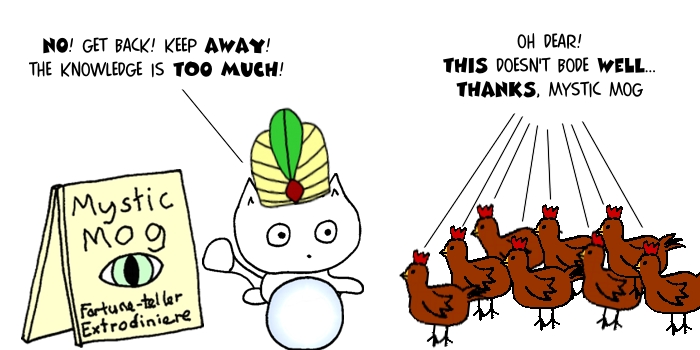 NO! GET BACK! KEEP AWAY!
THE KNOWLEDGE IS TOO MUCH!
OH DEAR!
THIS DOESN'T BODE WELL...
THANKS, MYSTIC MOG
Mystic
MOG
Fortune-teller
Extrodiniere